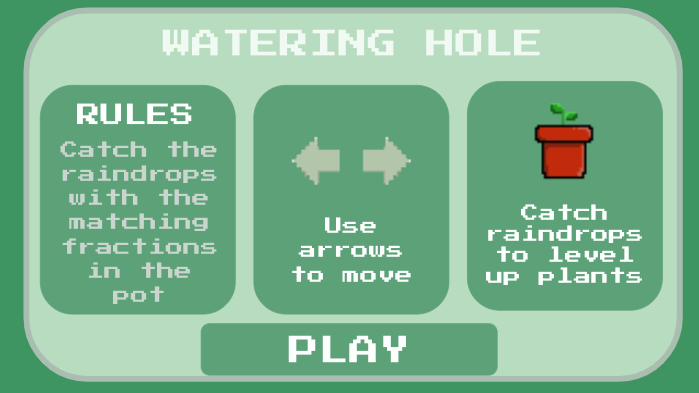 WATERING HOLE
RULES
Catch the
raindrops
with the
matching
fractions
in the
pot
Use
arrows
to move
Catch
raindrops
to level
up plants
PLAY